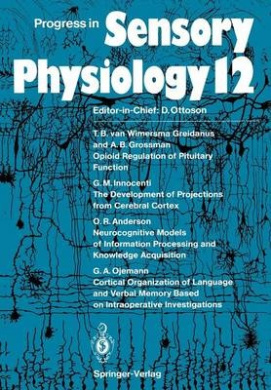 Progress in
Sensory
Physiology 12
Editor-in-Chief: D. Ottoson
T. B. van Wimersma Greidanus
and A. B. Grossman
Opioid Regulation of Pituitary
Function
G. M. Innocenti
The Development of Projections
from Cerebral Cortex
O. R. Anderson
Neurocognitive Models
of Information Processing and
Knowledge Acquisition
G. A. Ojemann
Cortical Organization of Language
and Verbal Memory Based
on Intraoperative Investigations
Springer-Verlag